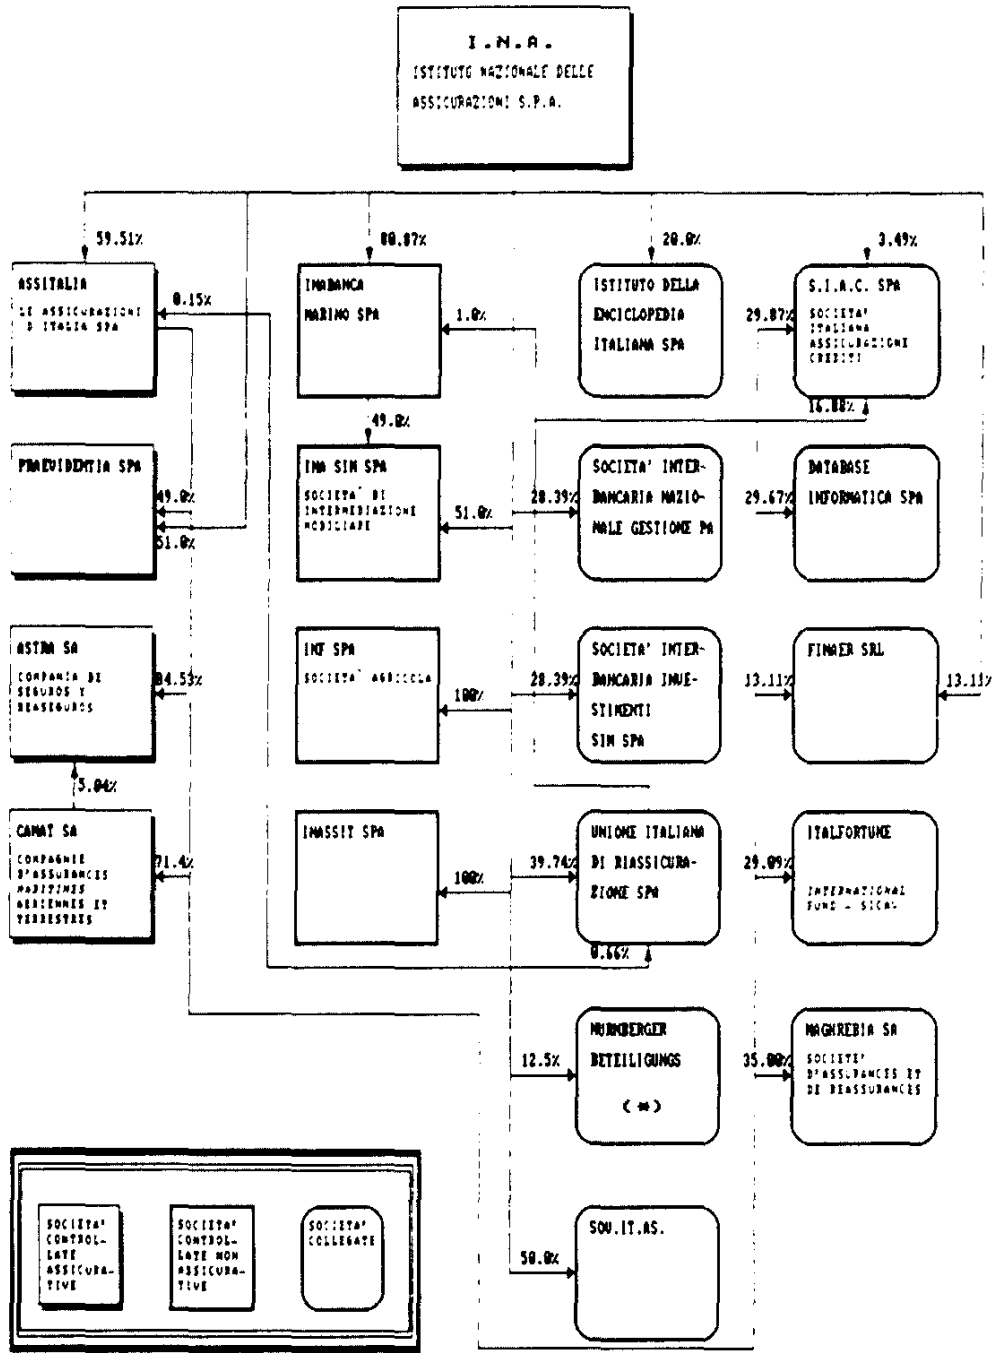 I.N.A.
ISTITUTO NAZIONALE DELLE
ASSICURAZIONI S.P.A.
59.51%
80.87%
20.0%
3.49%
ASSITALIA
LE ASSICURAZIONI
D ITALIA SPA
0.15%
INABANCA
MARINO SPA
1.0%
ISTITUTO DELLA
ENCICLOPEDIA
ITALIANA SPA
29.87%
S.I.A.C. SPA
SOCIETA'
ITALIANA
ASSICURAZIONE
CREDITI
49.0%
16.88%
PRAEVIDENTIA SPA
49.0%
51.0%
INA SIM SPA
SOCIETA' DI
INTERMEDIAZIONE
MOBILIARE
51.0%
28.39%
SOCIETA' INTER-
BANCARIA NAZIO-
NALE GESTIONE PA
29.67%
DATABASE
INFORMATICA SPA
ASTRA SA
COMPANIA DE
SEGUROS Y
REASEGUROS
84.53%
INF SPA
SOCIETA' AGRICOLA
100%
28.39%
SOCIETA' INTER-
BANCARIA INVE-
STIMENTI
SIM SPA
13.11%
FINAER SRL
13.11%
5.04%
CAMAT SA
COMPAGNIE
D'ASSURANCES
MARITIMES
AERIENNES ET
TERRESTRES
71.4%
INASSIT SPA
100%
39.74%
UNIONE ITALIANA
DI RIASSICURA-
ZIONE SPA
0.66%
29.09%
ITALFORTUNE
INTERNATIONAL
FUND - SICAV
12.5%
NURNBERGER
BETEILIGUNGS
(*)
35.00%
MAGHREBIA SA
SOCIETE'
D'ASSURANCES ET
DE REASSURANCES
50.0%
SOV.IT.AS.
SOCIETA'
CONTROL-
LATE
ASSICURA-
TIVE
SOCIETA'
CONTROL-
LATE NON
ASSICURA-
TIVE
SOCIETA'
COLLEGATE